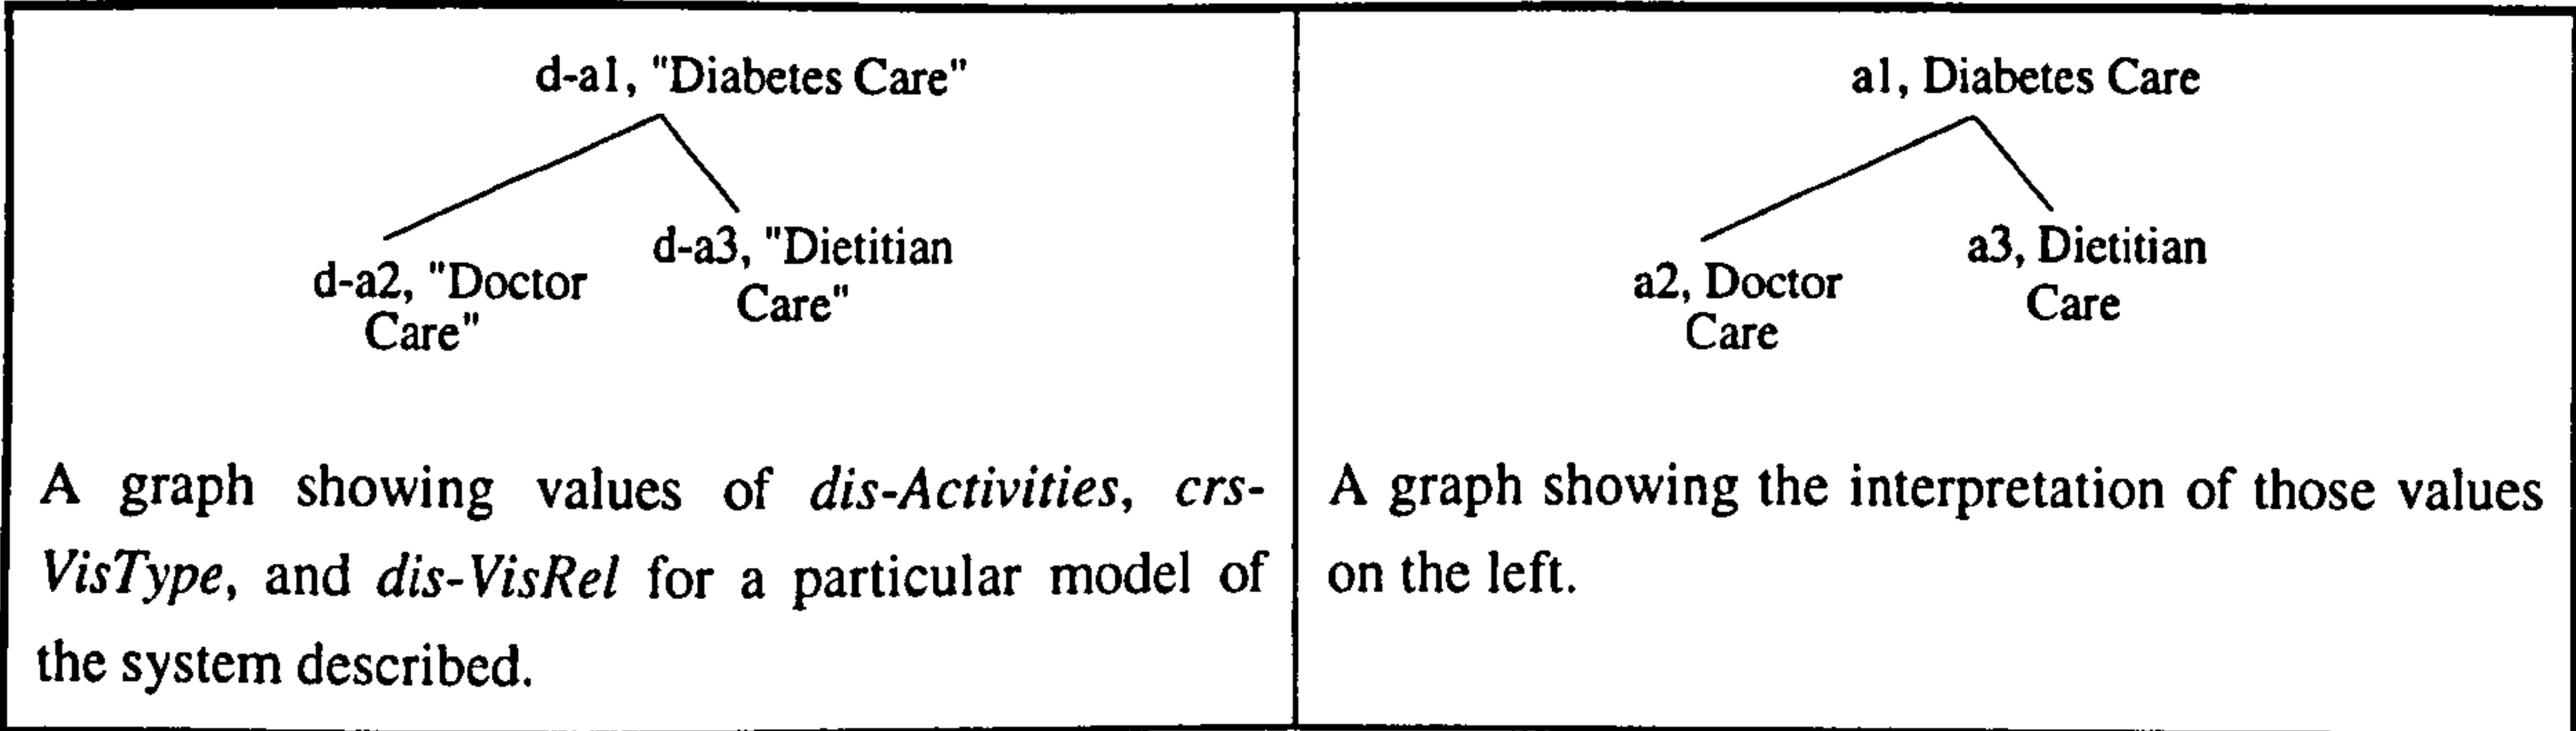 d-a1, "Diabetes Care"
d-a2, "Doctor
Care"
d-a3, "Dietitian
Care"
A graph showing values of dis-Activities, crs-
VisType, and dis-VisRel for a particular model of
the system described.
a1, Diabetes Care
a2, Doctor
Care
a3, Dietitian
Care
A graph showing the interpretation of those values
on the left.